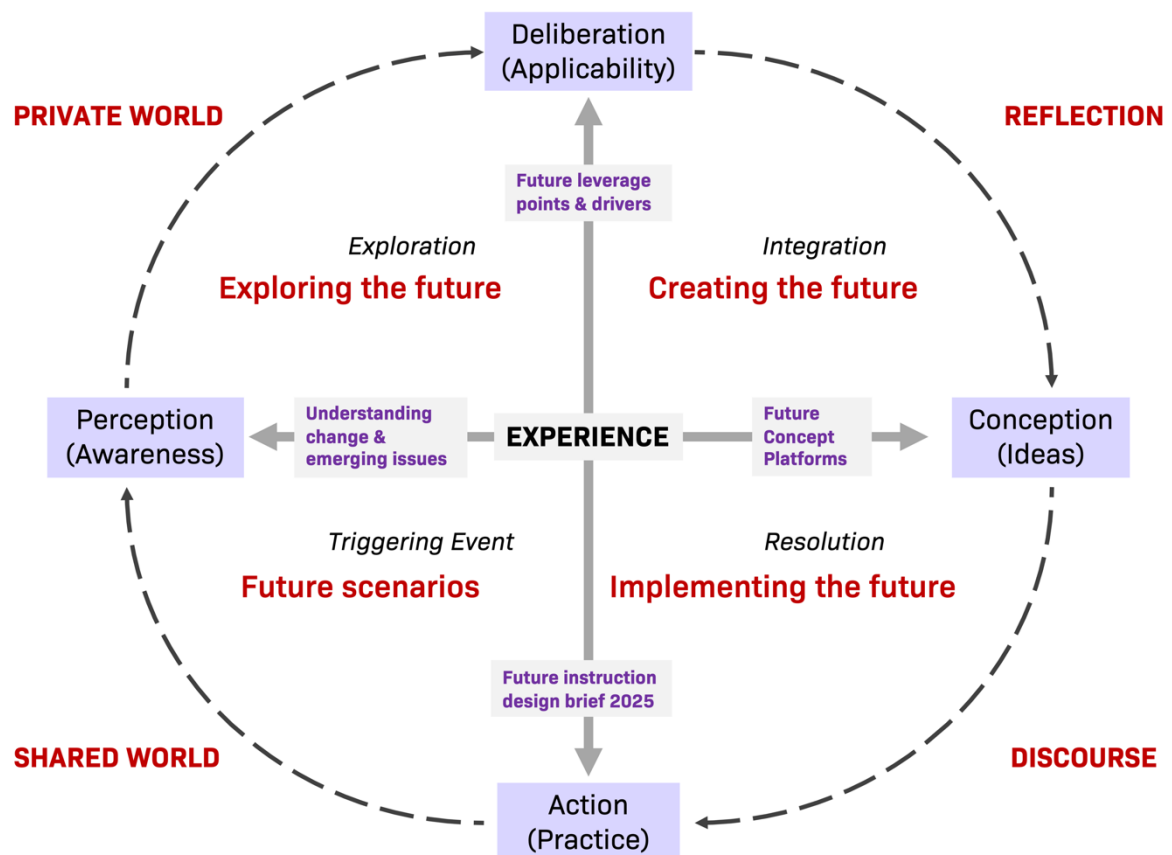 Deliberation
(Applicability)
PRIVATE WORLD
REFLECTION
Future leverage
points & drivers
Exploration
Exploring the future
Integration
Creating the future
Perception
(Awareness)
Understanding
change &
emerging issues
EXPERIENCE
Future
Concept
Platforms
Conception
(Ideas)
Triggering Event
Future scenarios
Resolution
Implementing the future
Future instruction
design brief 2025
SHARED WORLD
DISCOURSE
Action
(Practice)